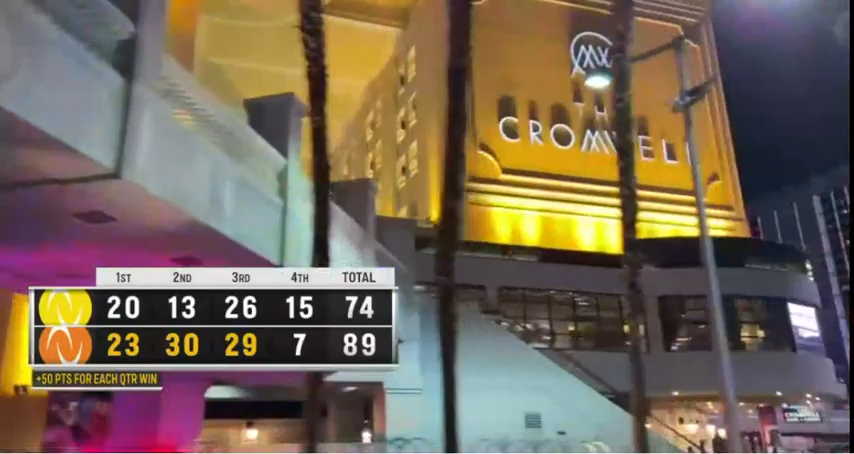 THE
CROMWELL
1ST 2ND 3RD 4TH TOTAL
20 13 26 15 74
23 30 29 7 89
+50 PTS FOR EACH QTR WIN